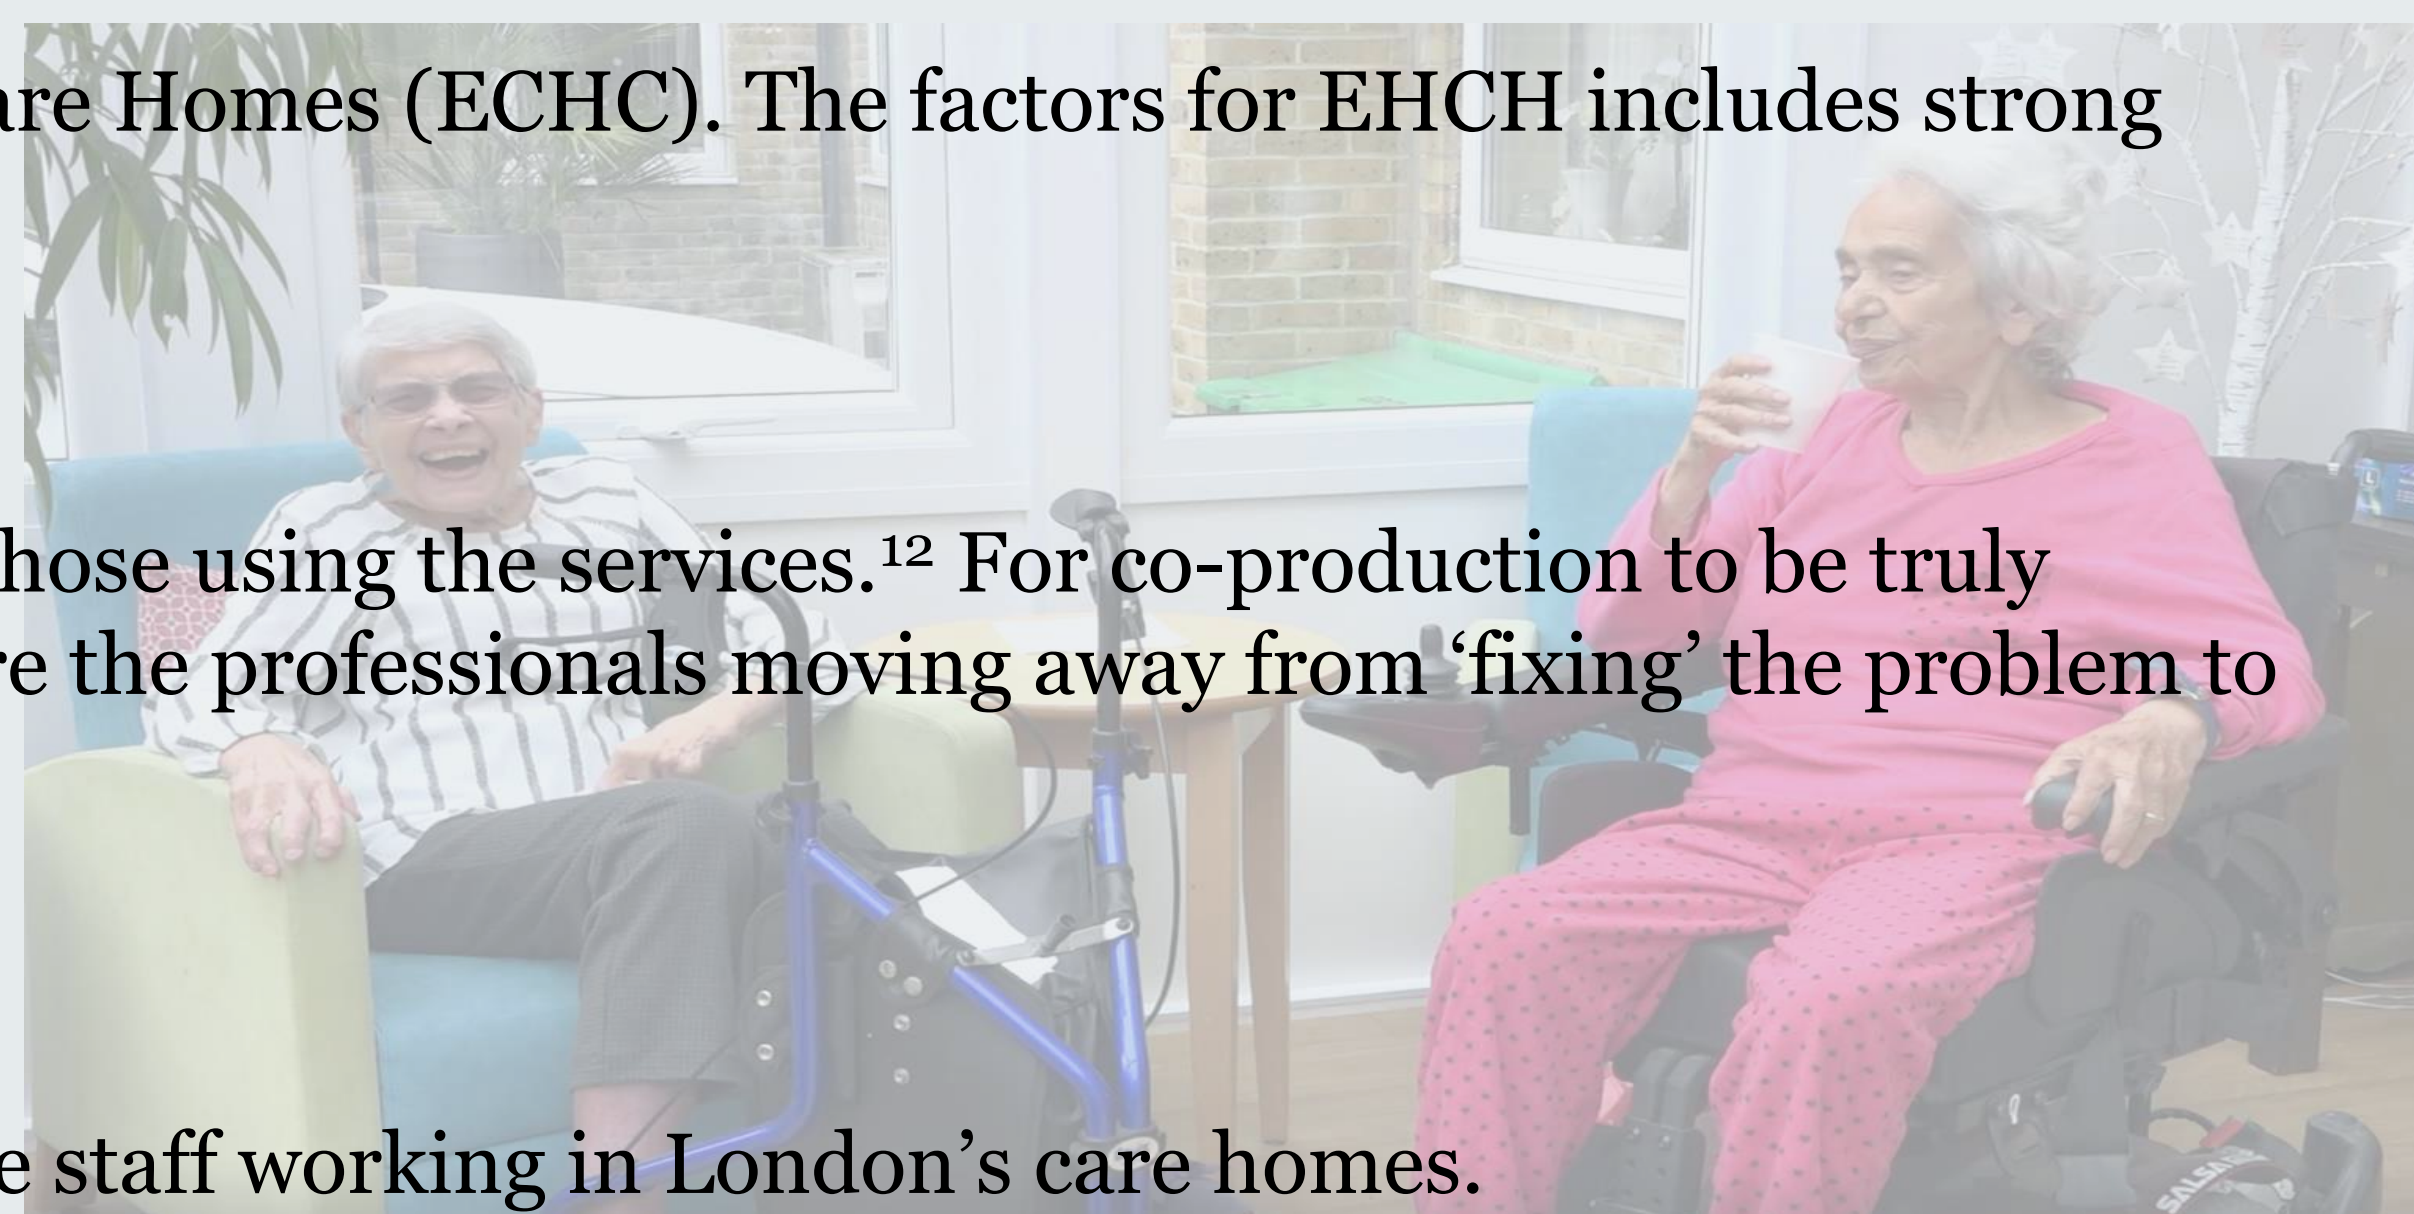 are Homes (ECHC). The factors for EHCH includes strong
hose using the services.¹² For co-production to be truly
re the professionals moving away from ‘fixing’ the problem to
e staff working in London’s care homes.
SALSA